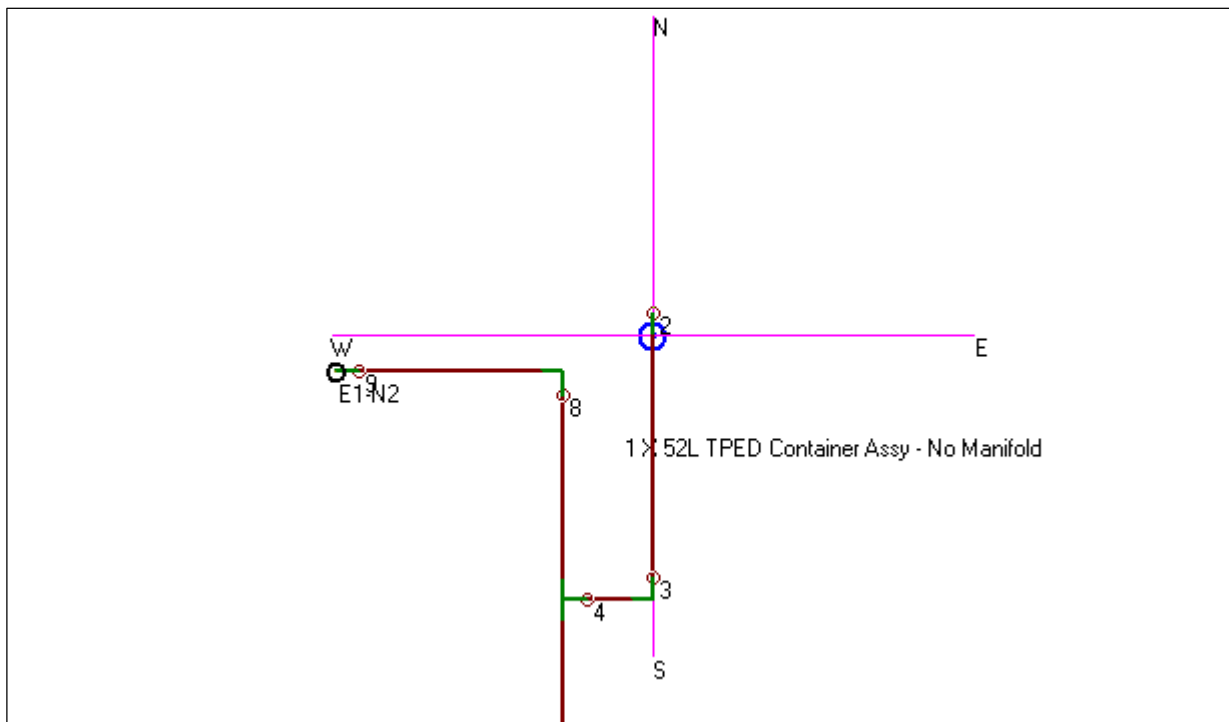 N
2
W
E
9
E1-N2
8
1 X 52L TPED Container Assy - No Manifold
3
4
S